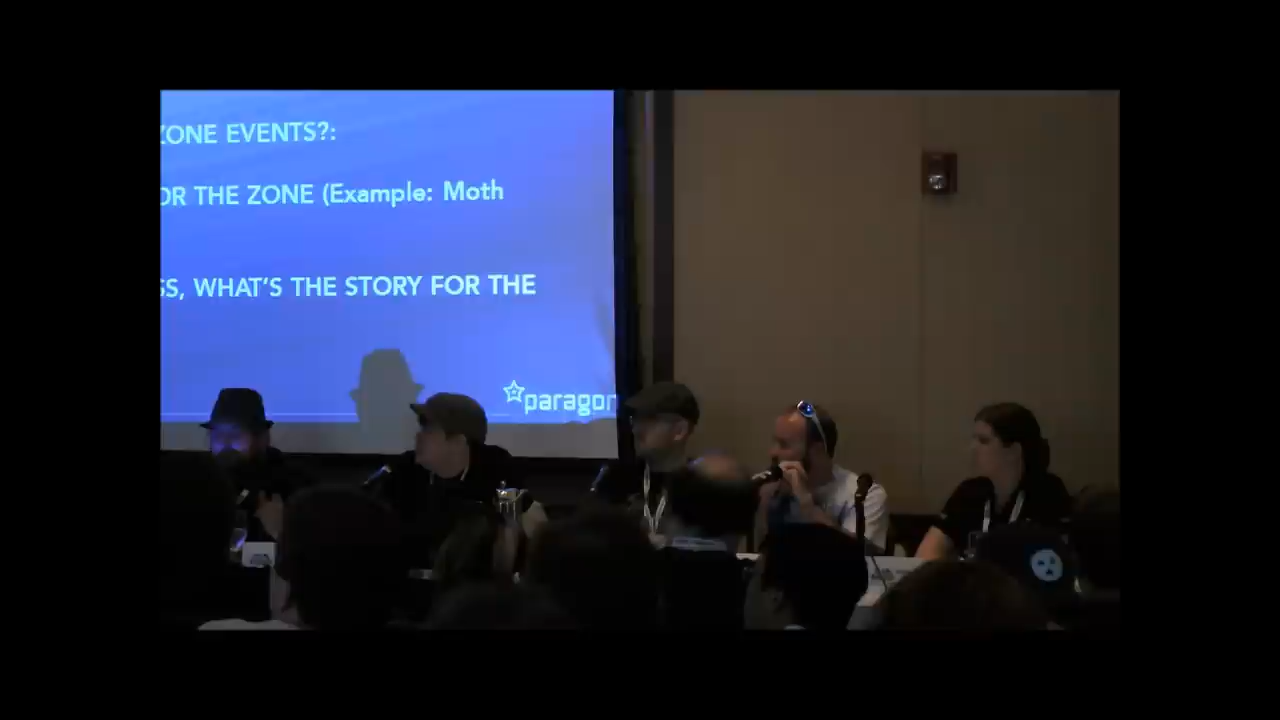 ZONE EVENTS?:
OR THE ZONE (Example: Moth
SS, WHAT'S THE STORY FOR THE
paragon